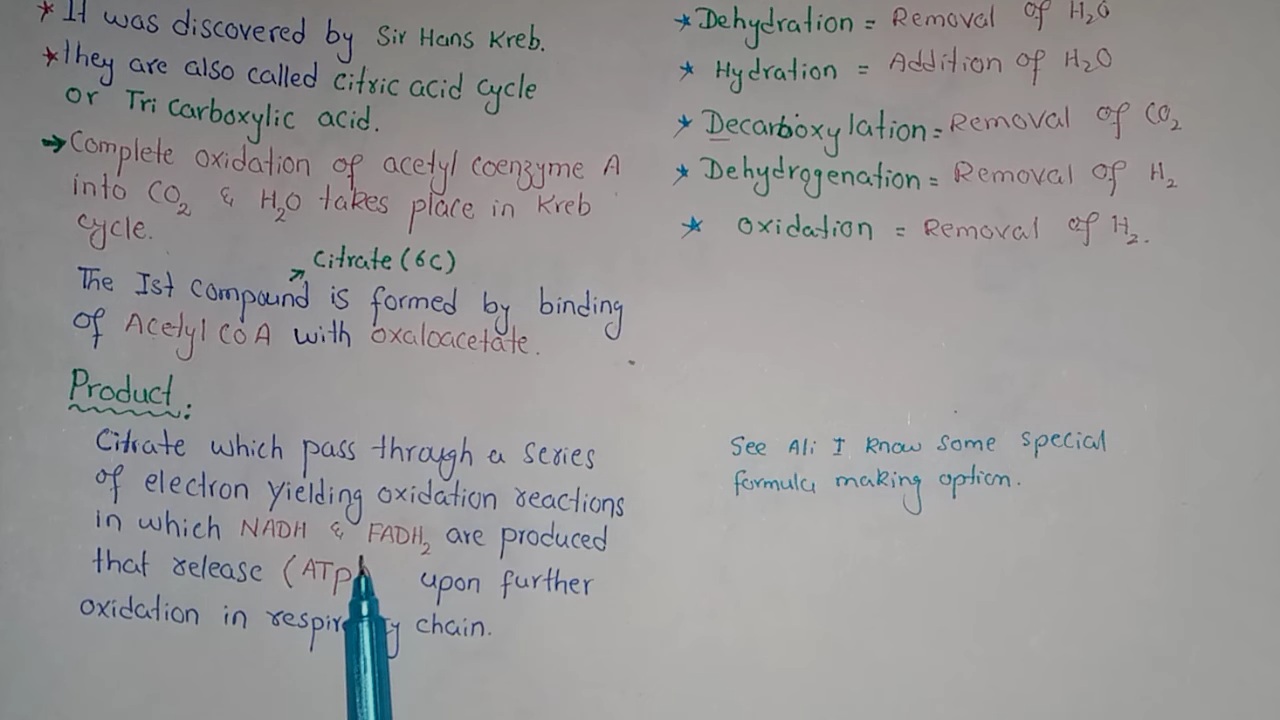 * It was discovered by Sir Hans Kreb.
* They are also called citric acid cycle
or Tri carboxylic acid.
→ Complete oxidation of acetyl coenzyme A
into CO2 & H2O takes place in Kreb
cycle.
Citrate (6C)
The Ist compound is formed by binding
of Acetyl CoA with oxaloacetate.
Product:
Citrate which pass through a series
of electron yielding oxidation reactions
in which NADH & FADH2 are produced
that release (ATP) upon further
oxidation in chain.
* Dehydration = Removal of H2O
* Hydration = Addition of H2O
* Decarboxylation = Removal of CO2
* Dehydrogenation = Removal of H2
* Oxidation = Removal of H2.
See Ali I know some special
formula making option.